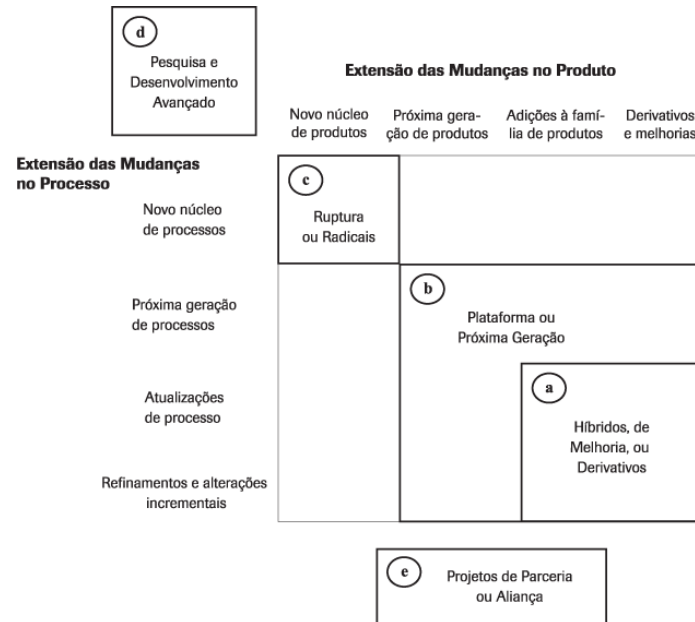 d
Pesquisa e
Desenvolvimento
Avançado
Extensão das Mudanças no Produto
Novo núcleo
de produtos
Próxima gera-
ção de produtos
Adições à famí-
lia de produtos
Derivativos
e melhorias
Extensão das Mudanças
no Processo
c
Ruptura
ou Radicais
Novo núcleo
de processos
b
Plataforma ou
Próxima Geração
Próxima geração
de processos
a
Híbridos, de
Melhoria, ou
Derivativos
Atualizações
de processo
Refinamentos e alterações
incrementais
e
Projetos de Parceria
ou Aliança